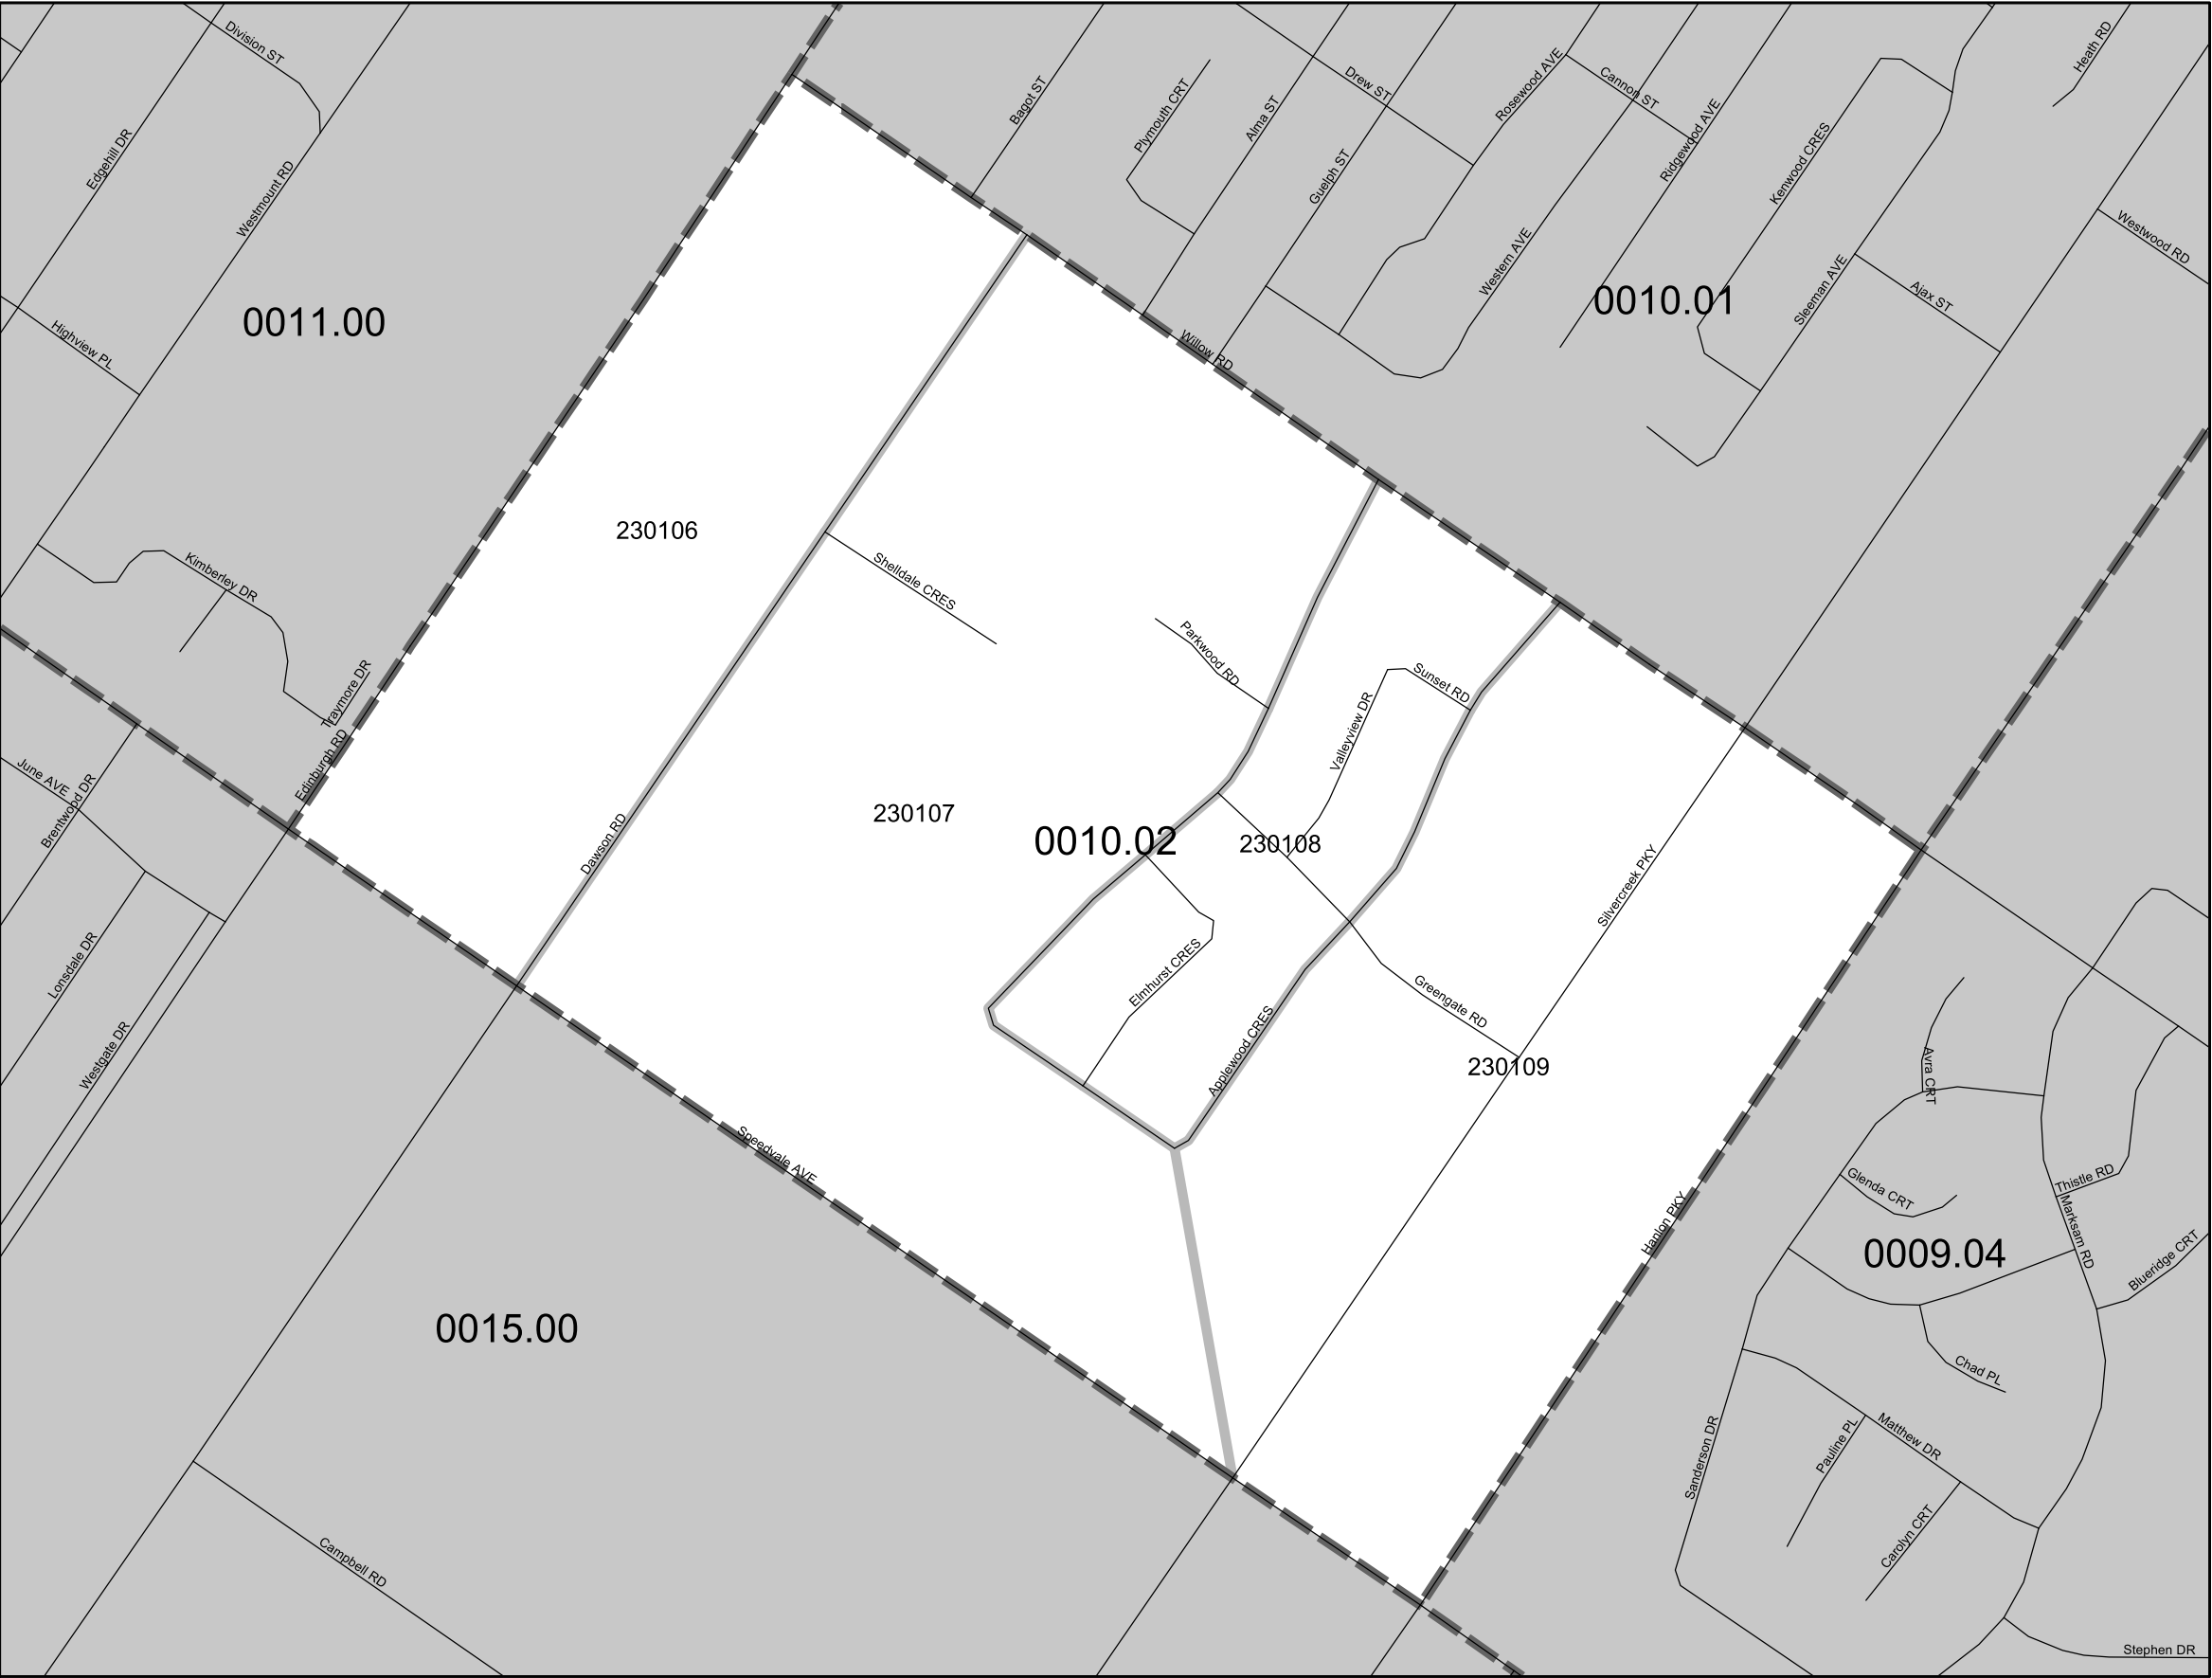 Division ST
Heath RD
Bagot ST
Plymouth CRT
Alma ST
Drew ST
Rosewood AVE
Cannon ST
Ridgewood AVE
Kenwood CRES
Edgehill DR
Westmount RD
Guelph ST
Western AVE
Westwood RD
Sleeman AVE
Ajax ST
0010.01
0011.00
Highview PL
Willow RD
230106
Shelldale CRES
Kimberley DR
Parkwood RD
Sunset RD
Valleyview DR
Traymore DR
Edinburgh RD
June AVE
Brentwood DR
230107
0010.02
230108
Dawson RD
Silvercreek PKY
Lonsdale DR
Elmhurst CRES
Greengate RD
Applewood CRES
230109
Westgate DR
Avra CRT
Speedvale AVE
Glenda CRT
Thistle RD
Marksam RD
Hanlon PKY
0009.04
Blueridge CRT
0015.00
Chad PL
Matthew DR
Pauline PL
Sanderson DR
Carolyn CRT
Campbell RD
Stephen DR